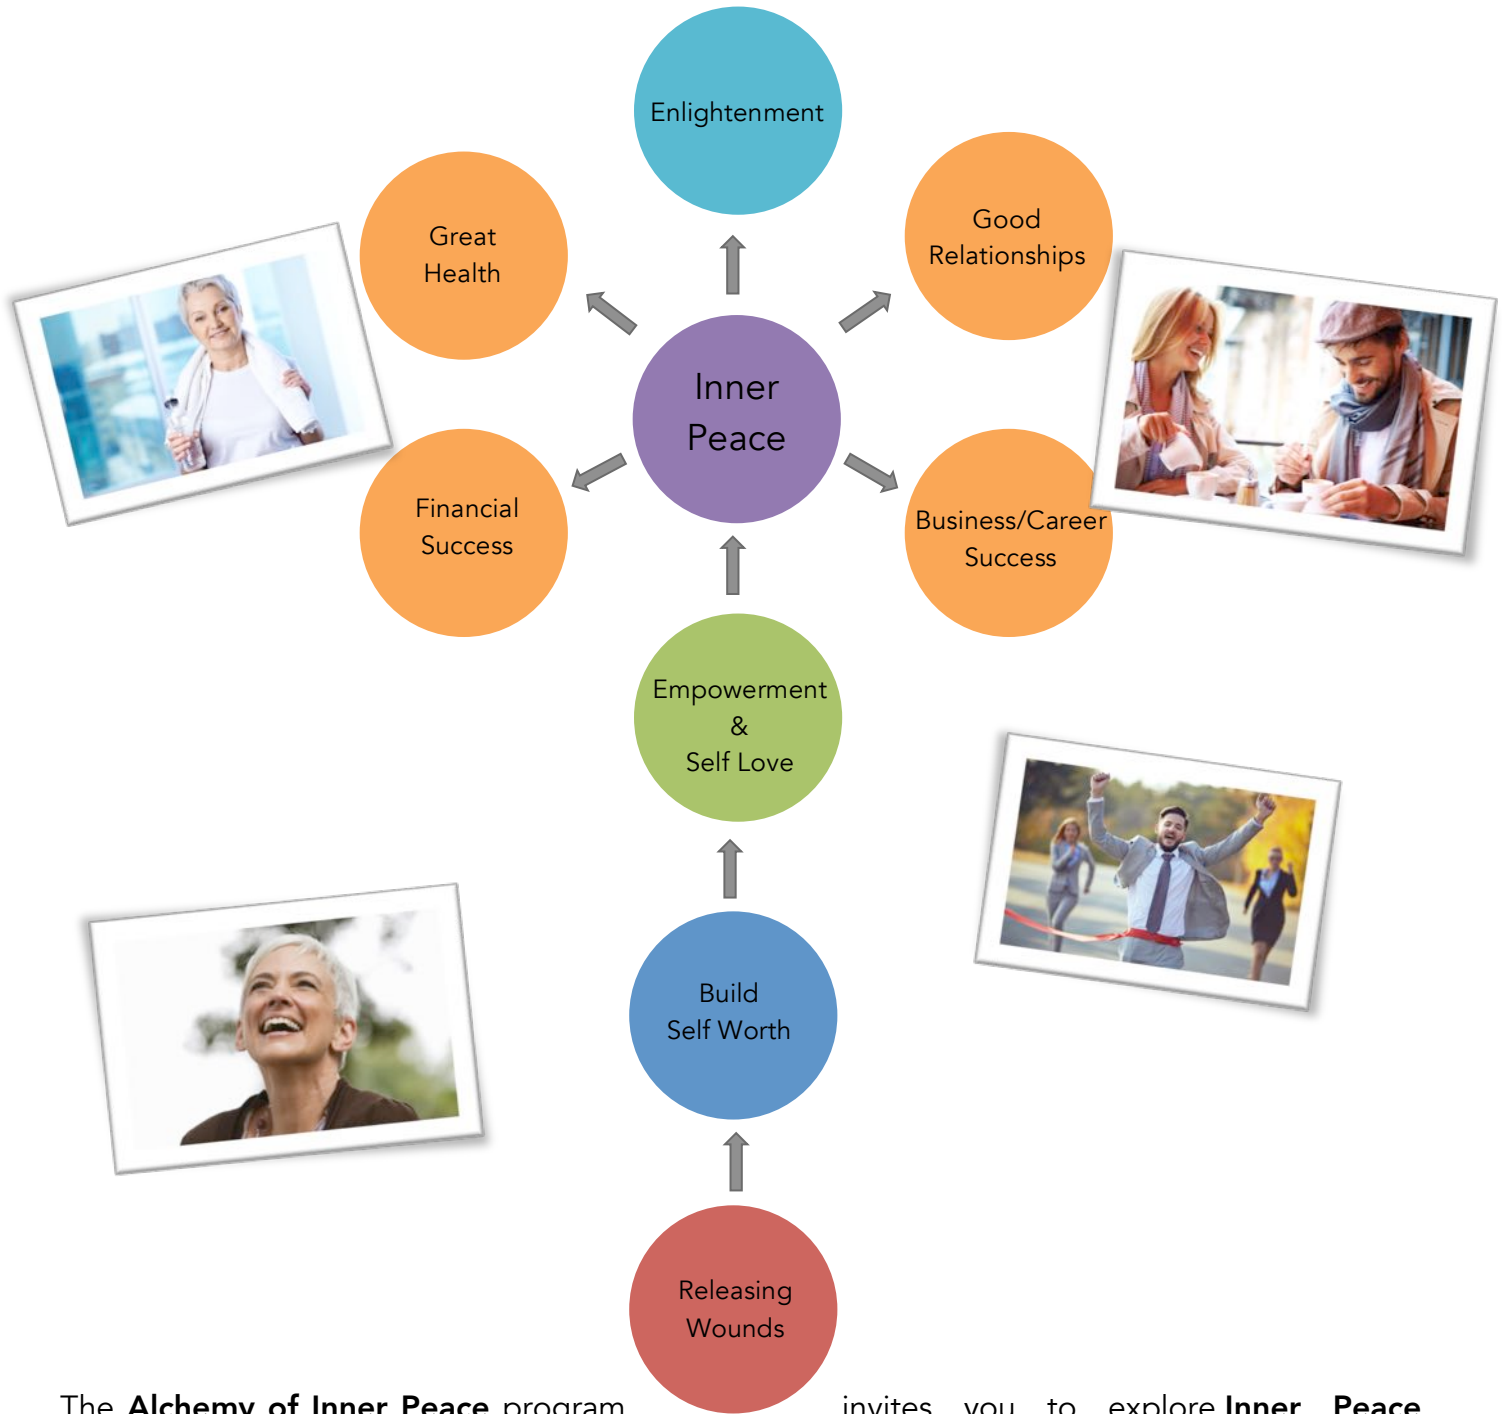 Enlightenment
Great
Health
Good
Relationships
Inner
Peace
Financial
Success
Business/Career
Success
Empowerment
&
Self Love
Build
Self Worth
Releasing
Wounds
The Alchemy of Inner Peace program invites you to explore Inner Peace